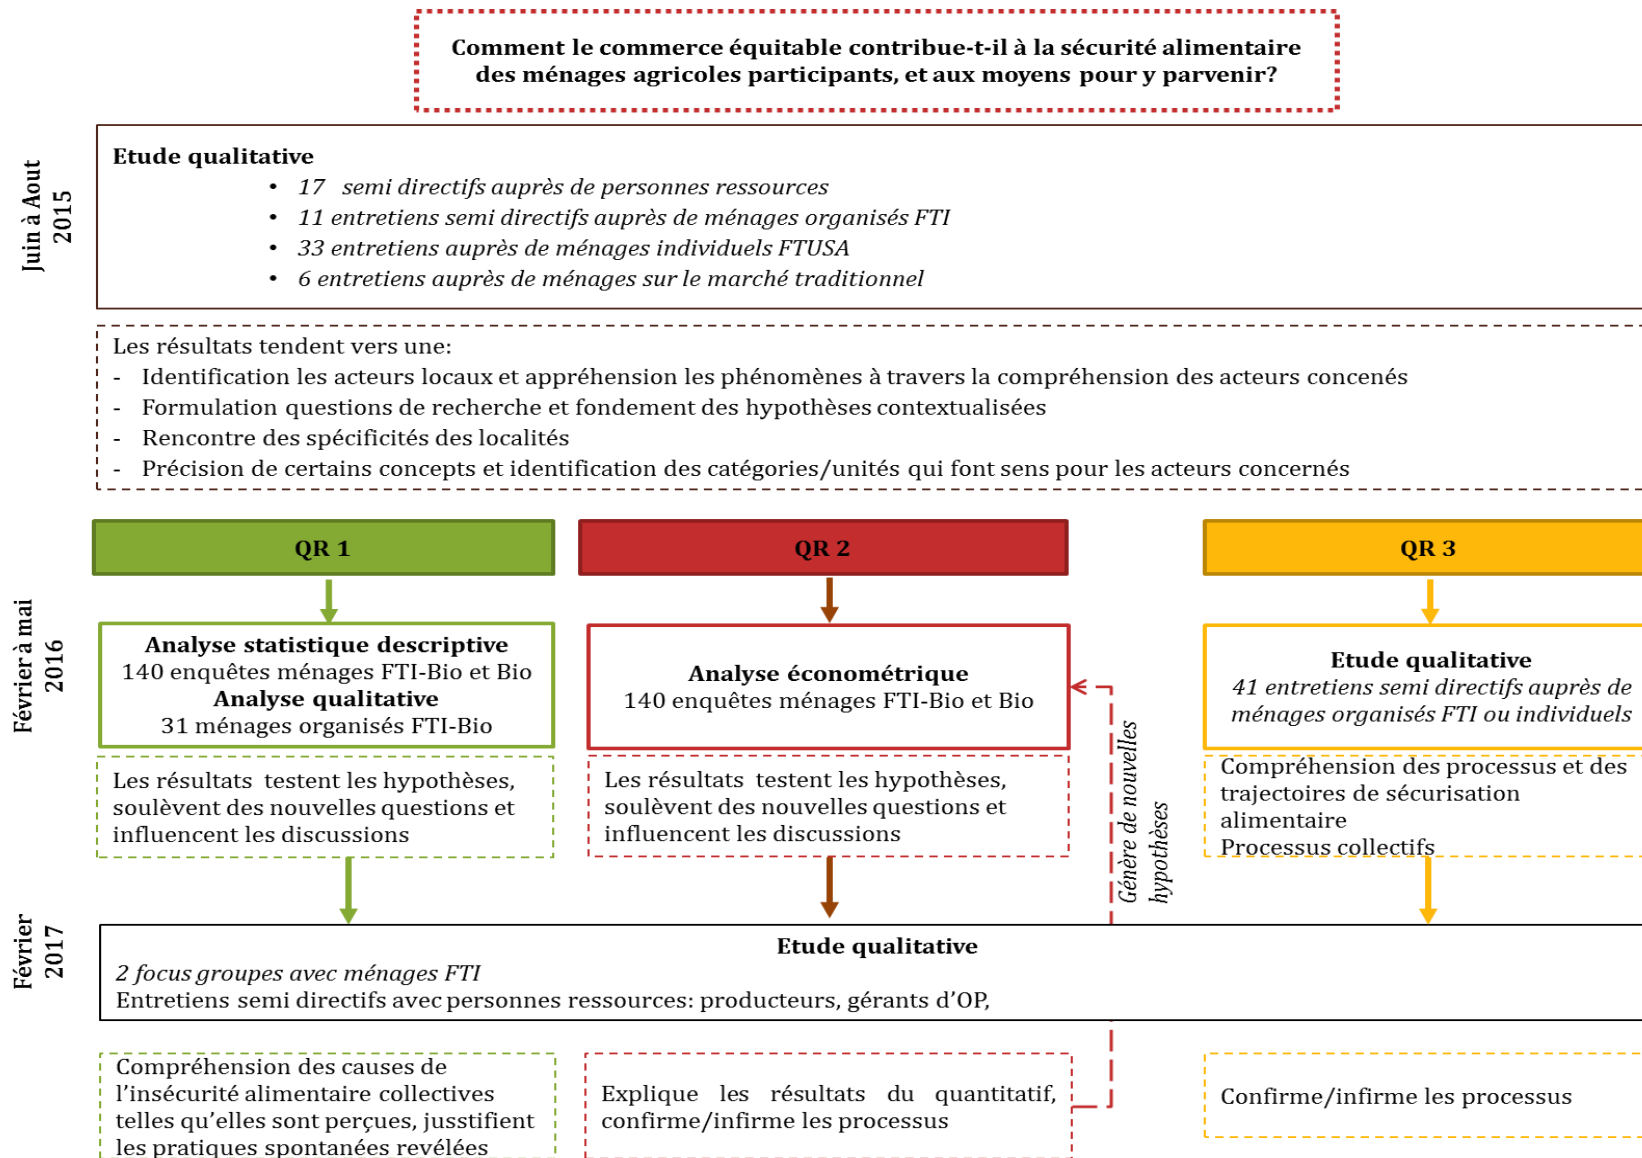 Comment le commerce équitable contribue-t-il à la sécurité alimentaire
des ménages agricoles participants, et aux moyens pour y parvenir?
Juin à Aout
2015
Etude qualitative
• 17 semi directifs auprès de personnes ressources
• 11 entretiens semi directifs auprès de ménages organisés FTI
• 33 entretiens auprès de ménages individuels FTUSA
• 6 entretiens auprès de ménages sur le marché traditionnel
Les résultats tendent vers une:
- Identification les acteurs locaux et appréhension les phénomènes à travers la compréhension des acteurs concenés
- Formulation questions de recherche et fondement des hypothèses contextualisées
- Rencontre des spécificités des localités
- Précision de certains concepts et identification des catégories/unités qui font sens pour les acteurs concernés
QR 1
QR 2
QR 3
Février à mai
2016
Analyse statistique descriptive
140 enquêtes ménages FTI-Bio et Bio
Analyse qualitative
31 ménages organisés FTI-Bio
Analyse économétrique
140 enquêtes ménages FTI-Bio et Bio
Etude qualitative
41 entretiens semi directifs auprès de
ménages organisés FTI ou individuels
Les résultats testent les hypothèses,
soulèvent des nouvelles questions et
influencent les discussions
Les résultats testent les hypothèses,
soulèvent des nouvelles questions et
influencent les discussions
Génère de nouvelles
hypothèses
Compréhension des processus et des
trajectoires de sécurisation
alimentaire
Processus collectifs
Février
2017
Etude qualitative
2 focus groupes avec ménages FTI
Entretiens semi directifs avec personnes ressources: producteurs, gérants d'OP,
Compréhension des causes de
l'insécurité alimentaire collectives
telles qu'elles sont perçues, jusstifient
les pratiques spontanées revélées
Explique les résultats du quantitatif,
confirme/infirme les processus
Confirme/infirme les processus